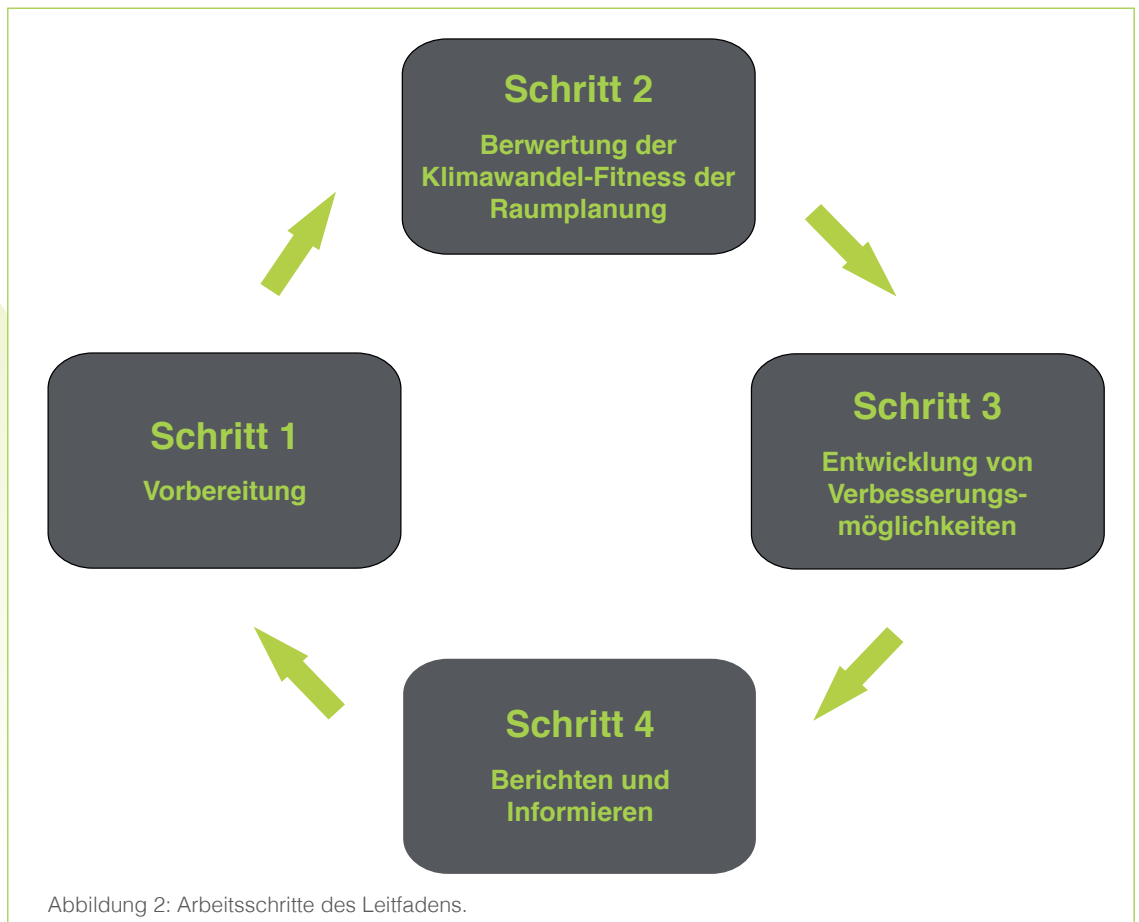 Schritt 2
Berwertung der
Klimawandel-Fitness der
Raumplanung
Schritt 1
Vorbereitung
Schritt 3
Entwicklung von
Verbesserungs-
möglichkeiten
Schritt 4
Berichten und
Informieren
Abbildung 2: Arbeitsschritte des Leitfadens.